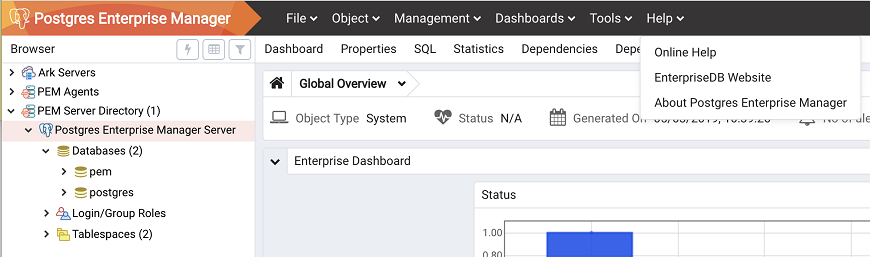 Postgres Enterprise Manager
File Object Management Dashboards Tools Help
Browser
Dashboard Properties SQL Statistics Dependencies
Online Help
EnterpriseDB Website
About Postgres Enterprise Manager
Ark Servers
PEM Agents
PEM Server Directory (1)
Postgres Enterprise Manager Server
Databases (2)
pem
postgres
Login/Group Roles
Tablespaces (2)
Global Overview
Object Type System Status N/A Generated On
Enterprise Dashboard
Status
1.00
0.80